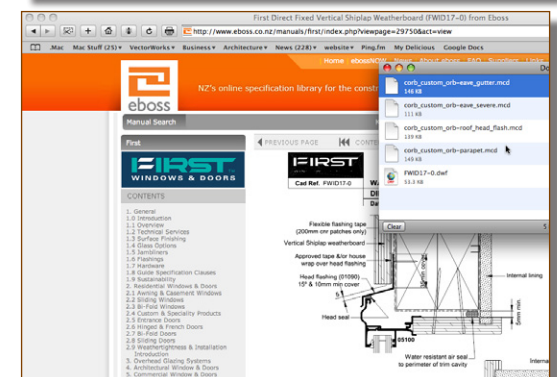 First Direct Fixed Vertical Shiplap Weatherboard (FWID17-0) from Eboss
http://www.eboss.co.nz/manuals/first/index.php?viewpage=29750&act=view
.Mac Mac Stuff (25) VectorWorks Business Architecture News (228) website Ping.fm My Delicious Google Docs
Home ebossNOW News About eboss FAQ Suppliers Links
eboss
NZ's online specification library for the constr
Manual Search
First
PREVIOUS PAGE
CONTE
FIRST
WINDOWS & DOORS
CONTENTS
1. General
1.0 Introduction
1.1 Overview
1.2 Technical Services
1.3 Surface Finishing
1.4 Glass Options
1.5 Jambliners
1.6 Flashings
1.7 Hardware
1.8 Guide Specification Clauses
1.9 Sustainability
2. Residential Windows & Doors
2.1 Awning & Casement Windows
2.2 Sliding Windows
2.3 Bi-Fold Windows
2.4 Custom & Speciality Products
2.5 Entrance Doors
2.6 Hinged & French Doors
2.7 Bi-Fold Doors
2.8 Sliding Doors
2.9 Weathertightness & Installation
Introduction
3. Overhead Glazing Systems
4. Architectural Window & Doors
5. Commercial Window & Doors
FIRST
Cad Ref. FWID17-0
Flexible flashing tape
(200mm cnr patches only)
Vertical Shiplap weatherboard
Approved tape &/or house
wrap over head flashing
Head flashing (01090)
15° & 10mm min cover
Head seal
05100
Water resistant air seal
to perimeter of trim cavity
Internal lining
6mm min.
Interna
corb_custom_orb-eave_gutter.mcd
146 KB
corb_custom_orb-eave_severe.mcd
111 KB
corb_custom_orb-roof_head_flash.mcd
139 KB
corb_custom_orb-parapet.mcd
149 KB
FWID17-0.dwf
53.3 KB
Clear